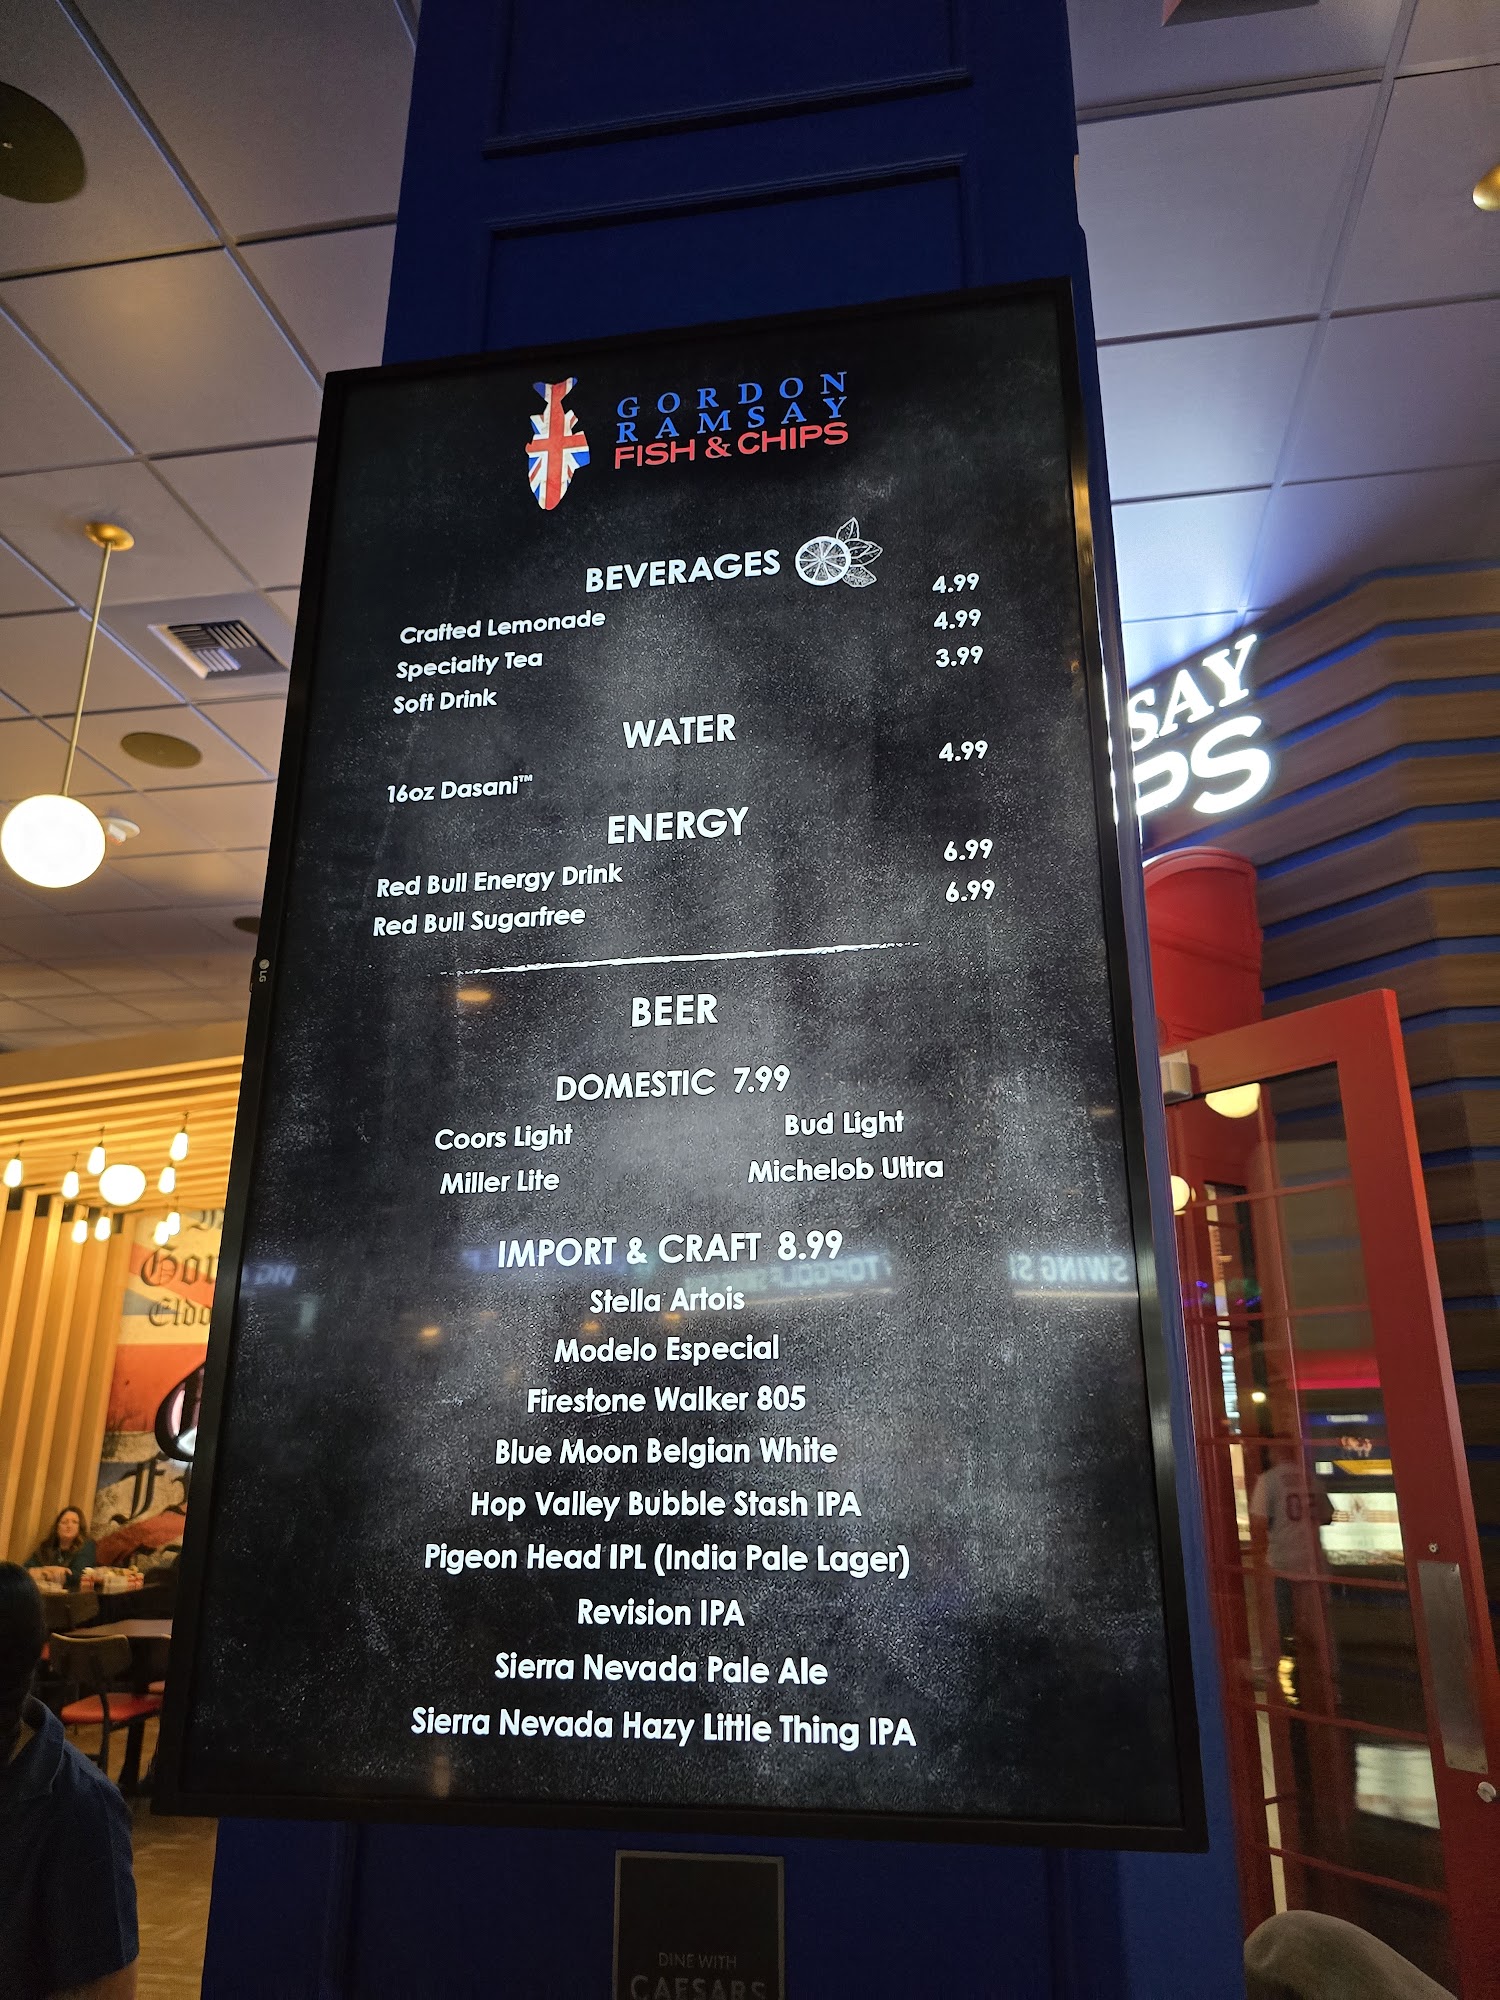 GORDON
RAMSAY
FISH & CHIPS
BEVERAGES
Crafted Lemonade 4.99
Specialty Tea 4.99
Soft Drink 3.99
WATER
16oz Dasani™ 4.99
ENERGY
Red Bull Energy Drink 6.99
Red Bull Sugarfree 6.99
BEER
DOMESTIC 7.99
Coors Light Bud Light
Miller Lite Michelob Ultra
IMPORT & CRAFT 8.99
Stella Artois
Modelo Especial
Firestone Walker 805
Blue Moon Belgian White
Hop Valley Bubble Stash IPA
Pigeon Head IPL (India Pale Lager)
Revision IPA
Sierra Nevada Pale Ale
Sierra Nevada Hazy Little Thing IPA
LG
SAY
PS
DINE WITH
CAESARS